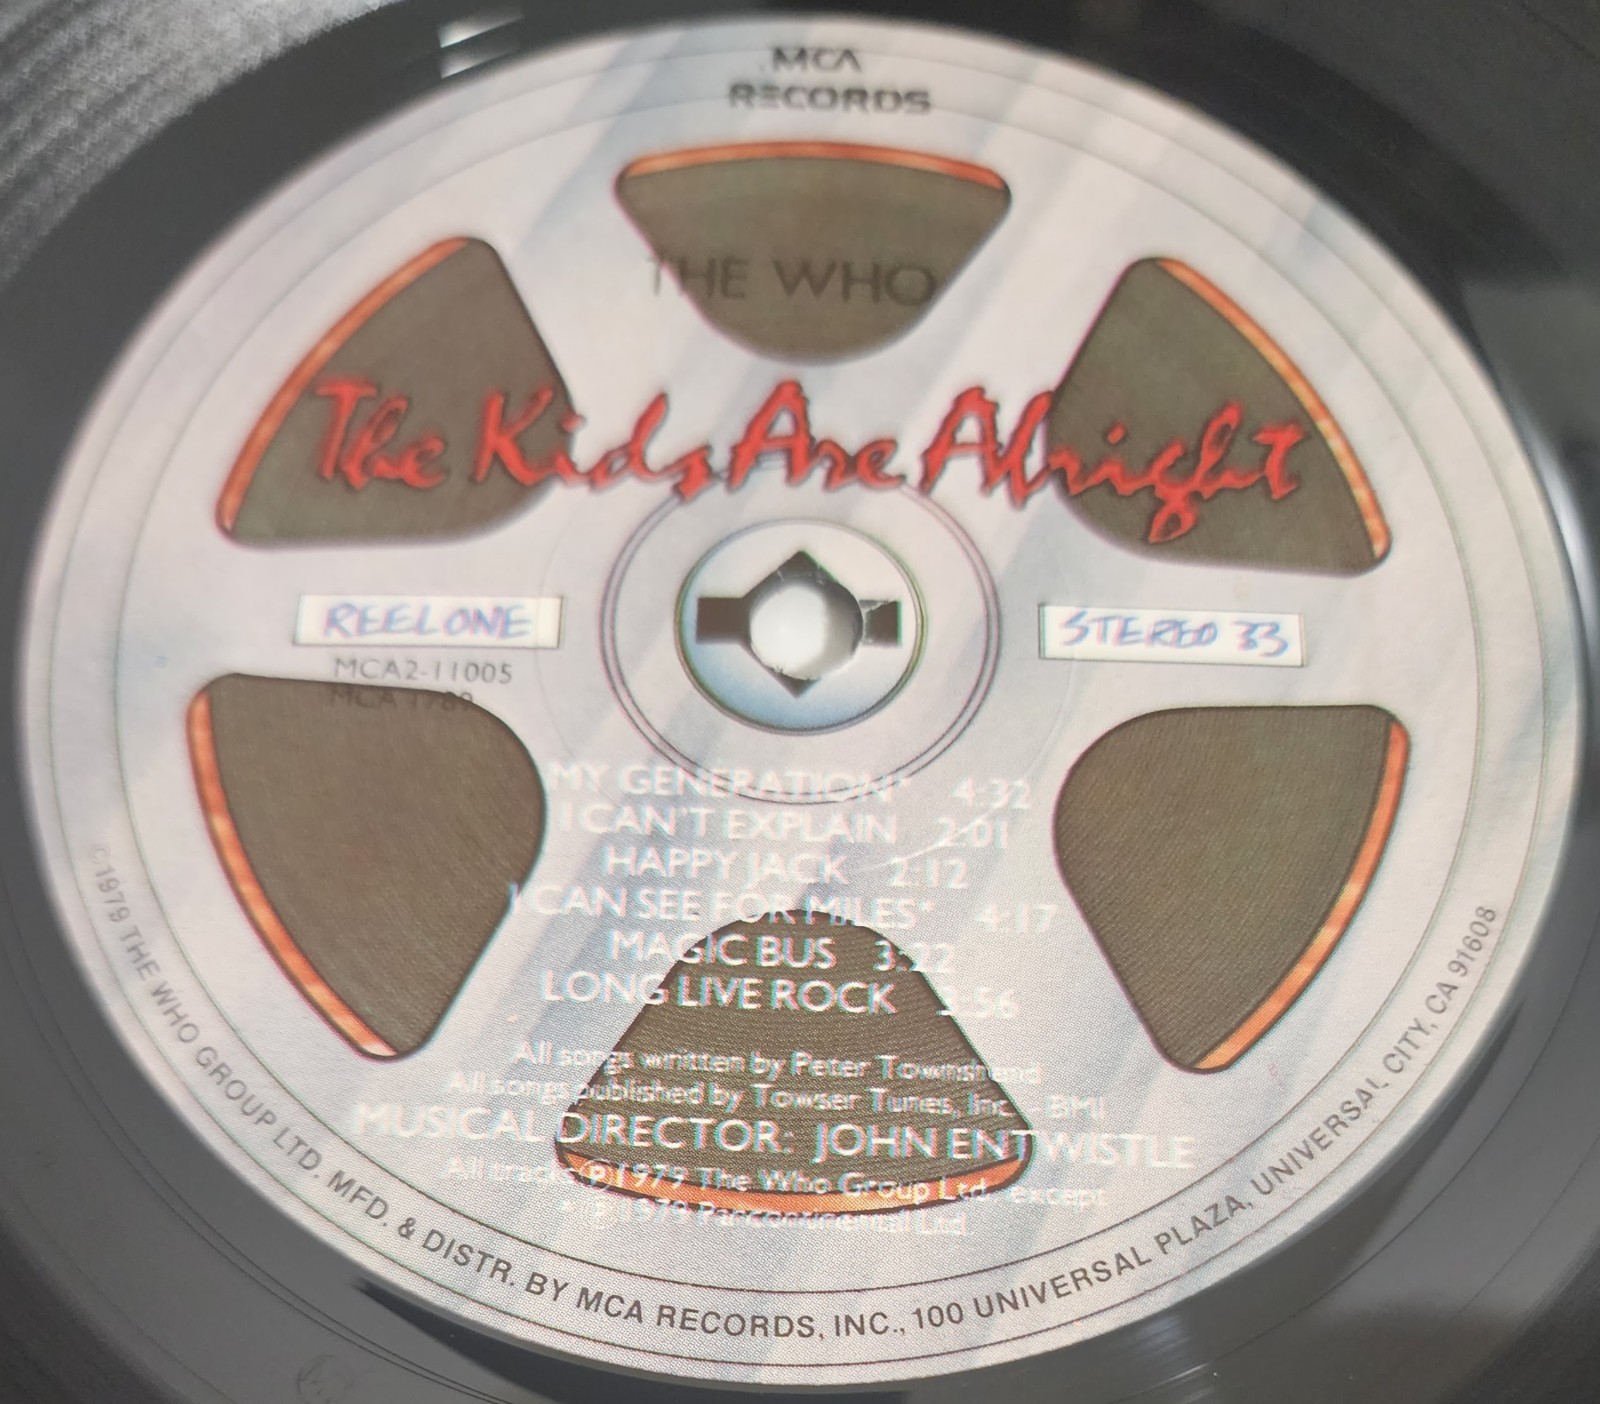 MCA
RECORDS
THE WHO
The Kids Are Alright
REEL ONE
STEREO 33
MCA2-11005
MY GENERATION* 4:32
I CAN'T EXPLAIN 2:01
HAPPY JACK 2:12
I CAN SEE FOR MILES* 4:17
MAGIC BUS 3:22
LONG LIVE ROCK :56
All songs written by Peter Townshend
All songs published by Towser Tunes, Inc. - BMI
MUSICAL DIRECTOR: JOHN ENTWISTLE
All tracks ℗1979 The Who Group Ltd. except
* ℗1979 Parcontinental Ltd
©1979 THE WHO GROUP LTD. MFD. & DISTR. BY MCA RECORDS, INC., 100 UNIVERSAL PLAZA, UNIVERSAL CITY, CA 91608